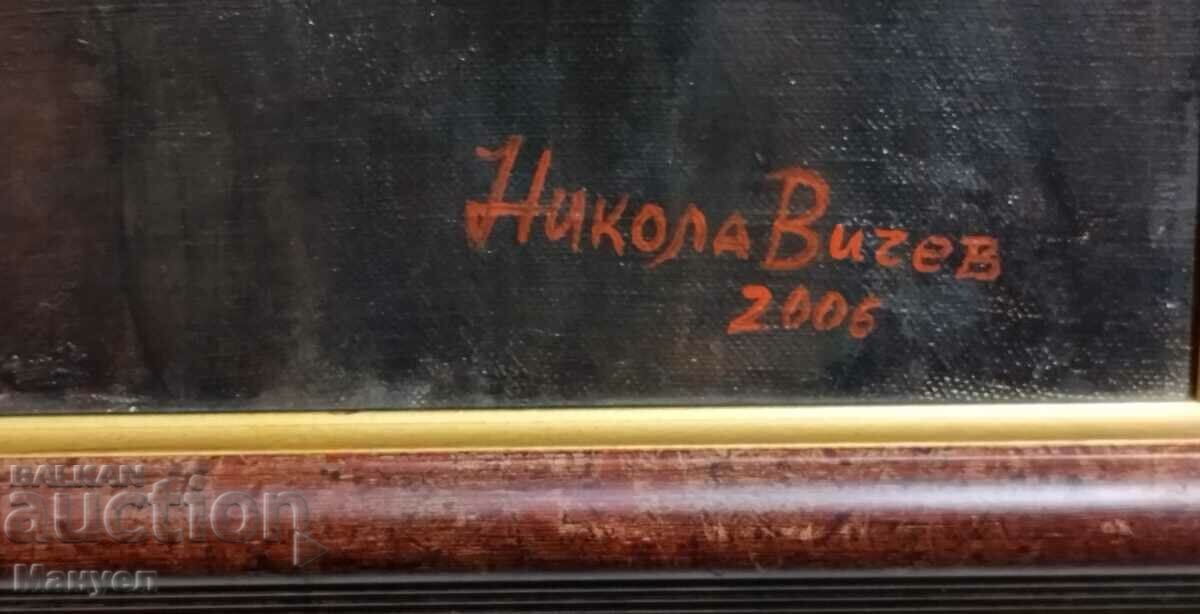 Никола Вичев
2006
BALKAN
auction
Мануел